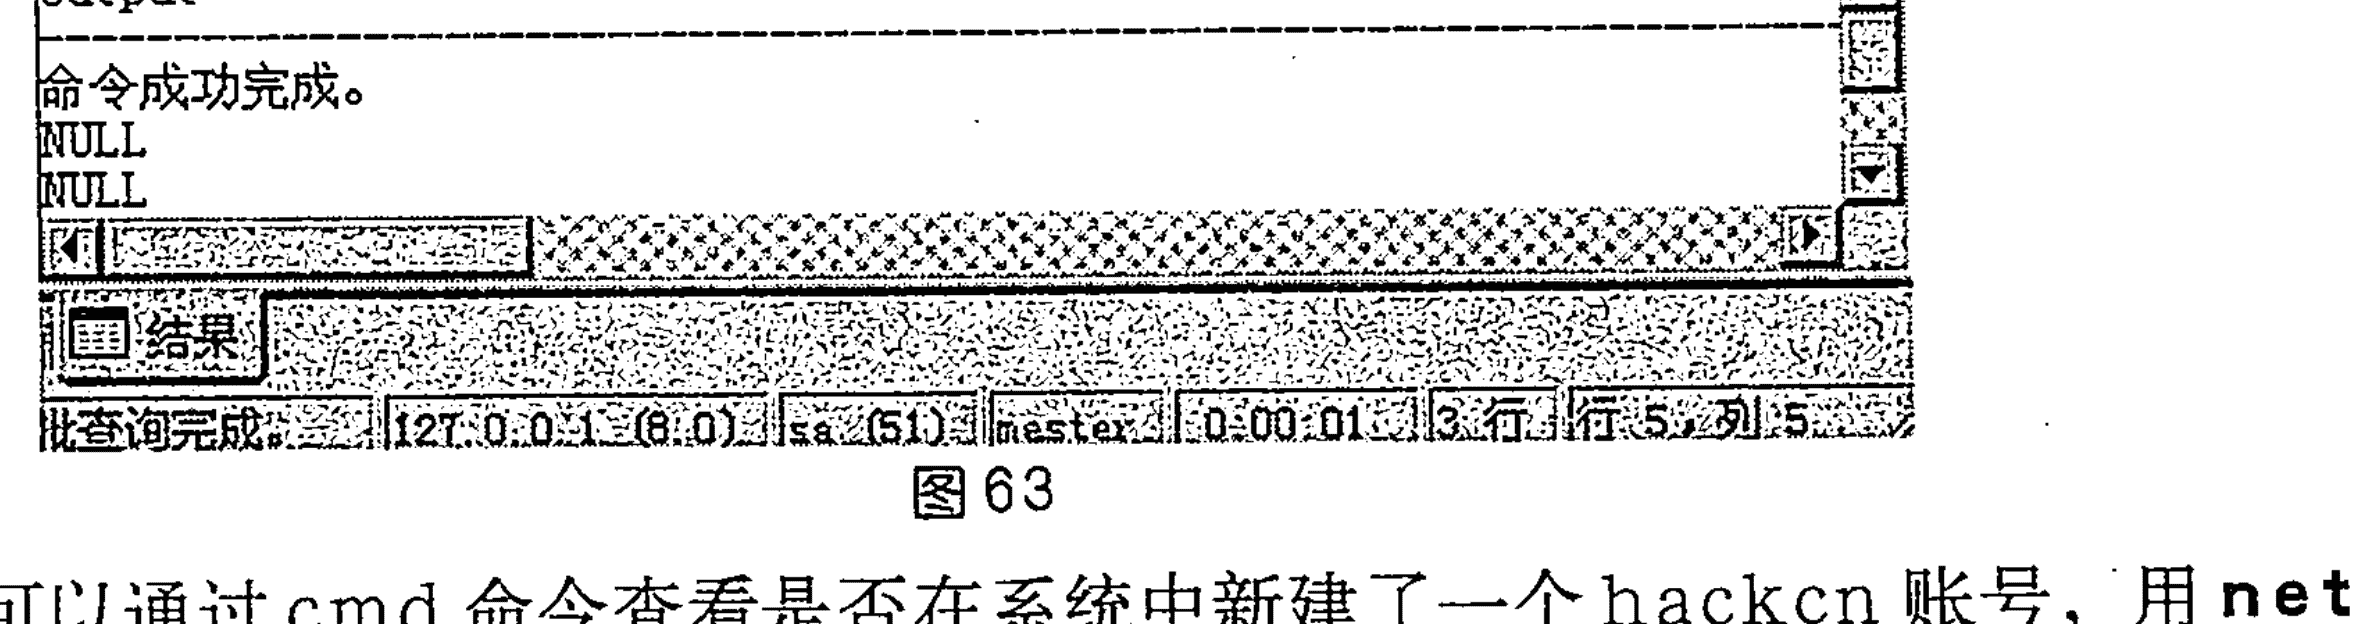 output
命令成功完成。
NULL
NULL
结果
批查询完成。 127.0.0.1 (8.0) sa (51) master 0:00:01 3 行 行 5, 列 5
图 63
可以通过 cmd 命令查看是否在系统中新建了一个 hackcn 账号, 用 net